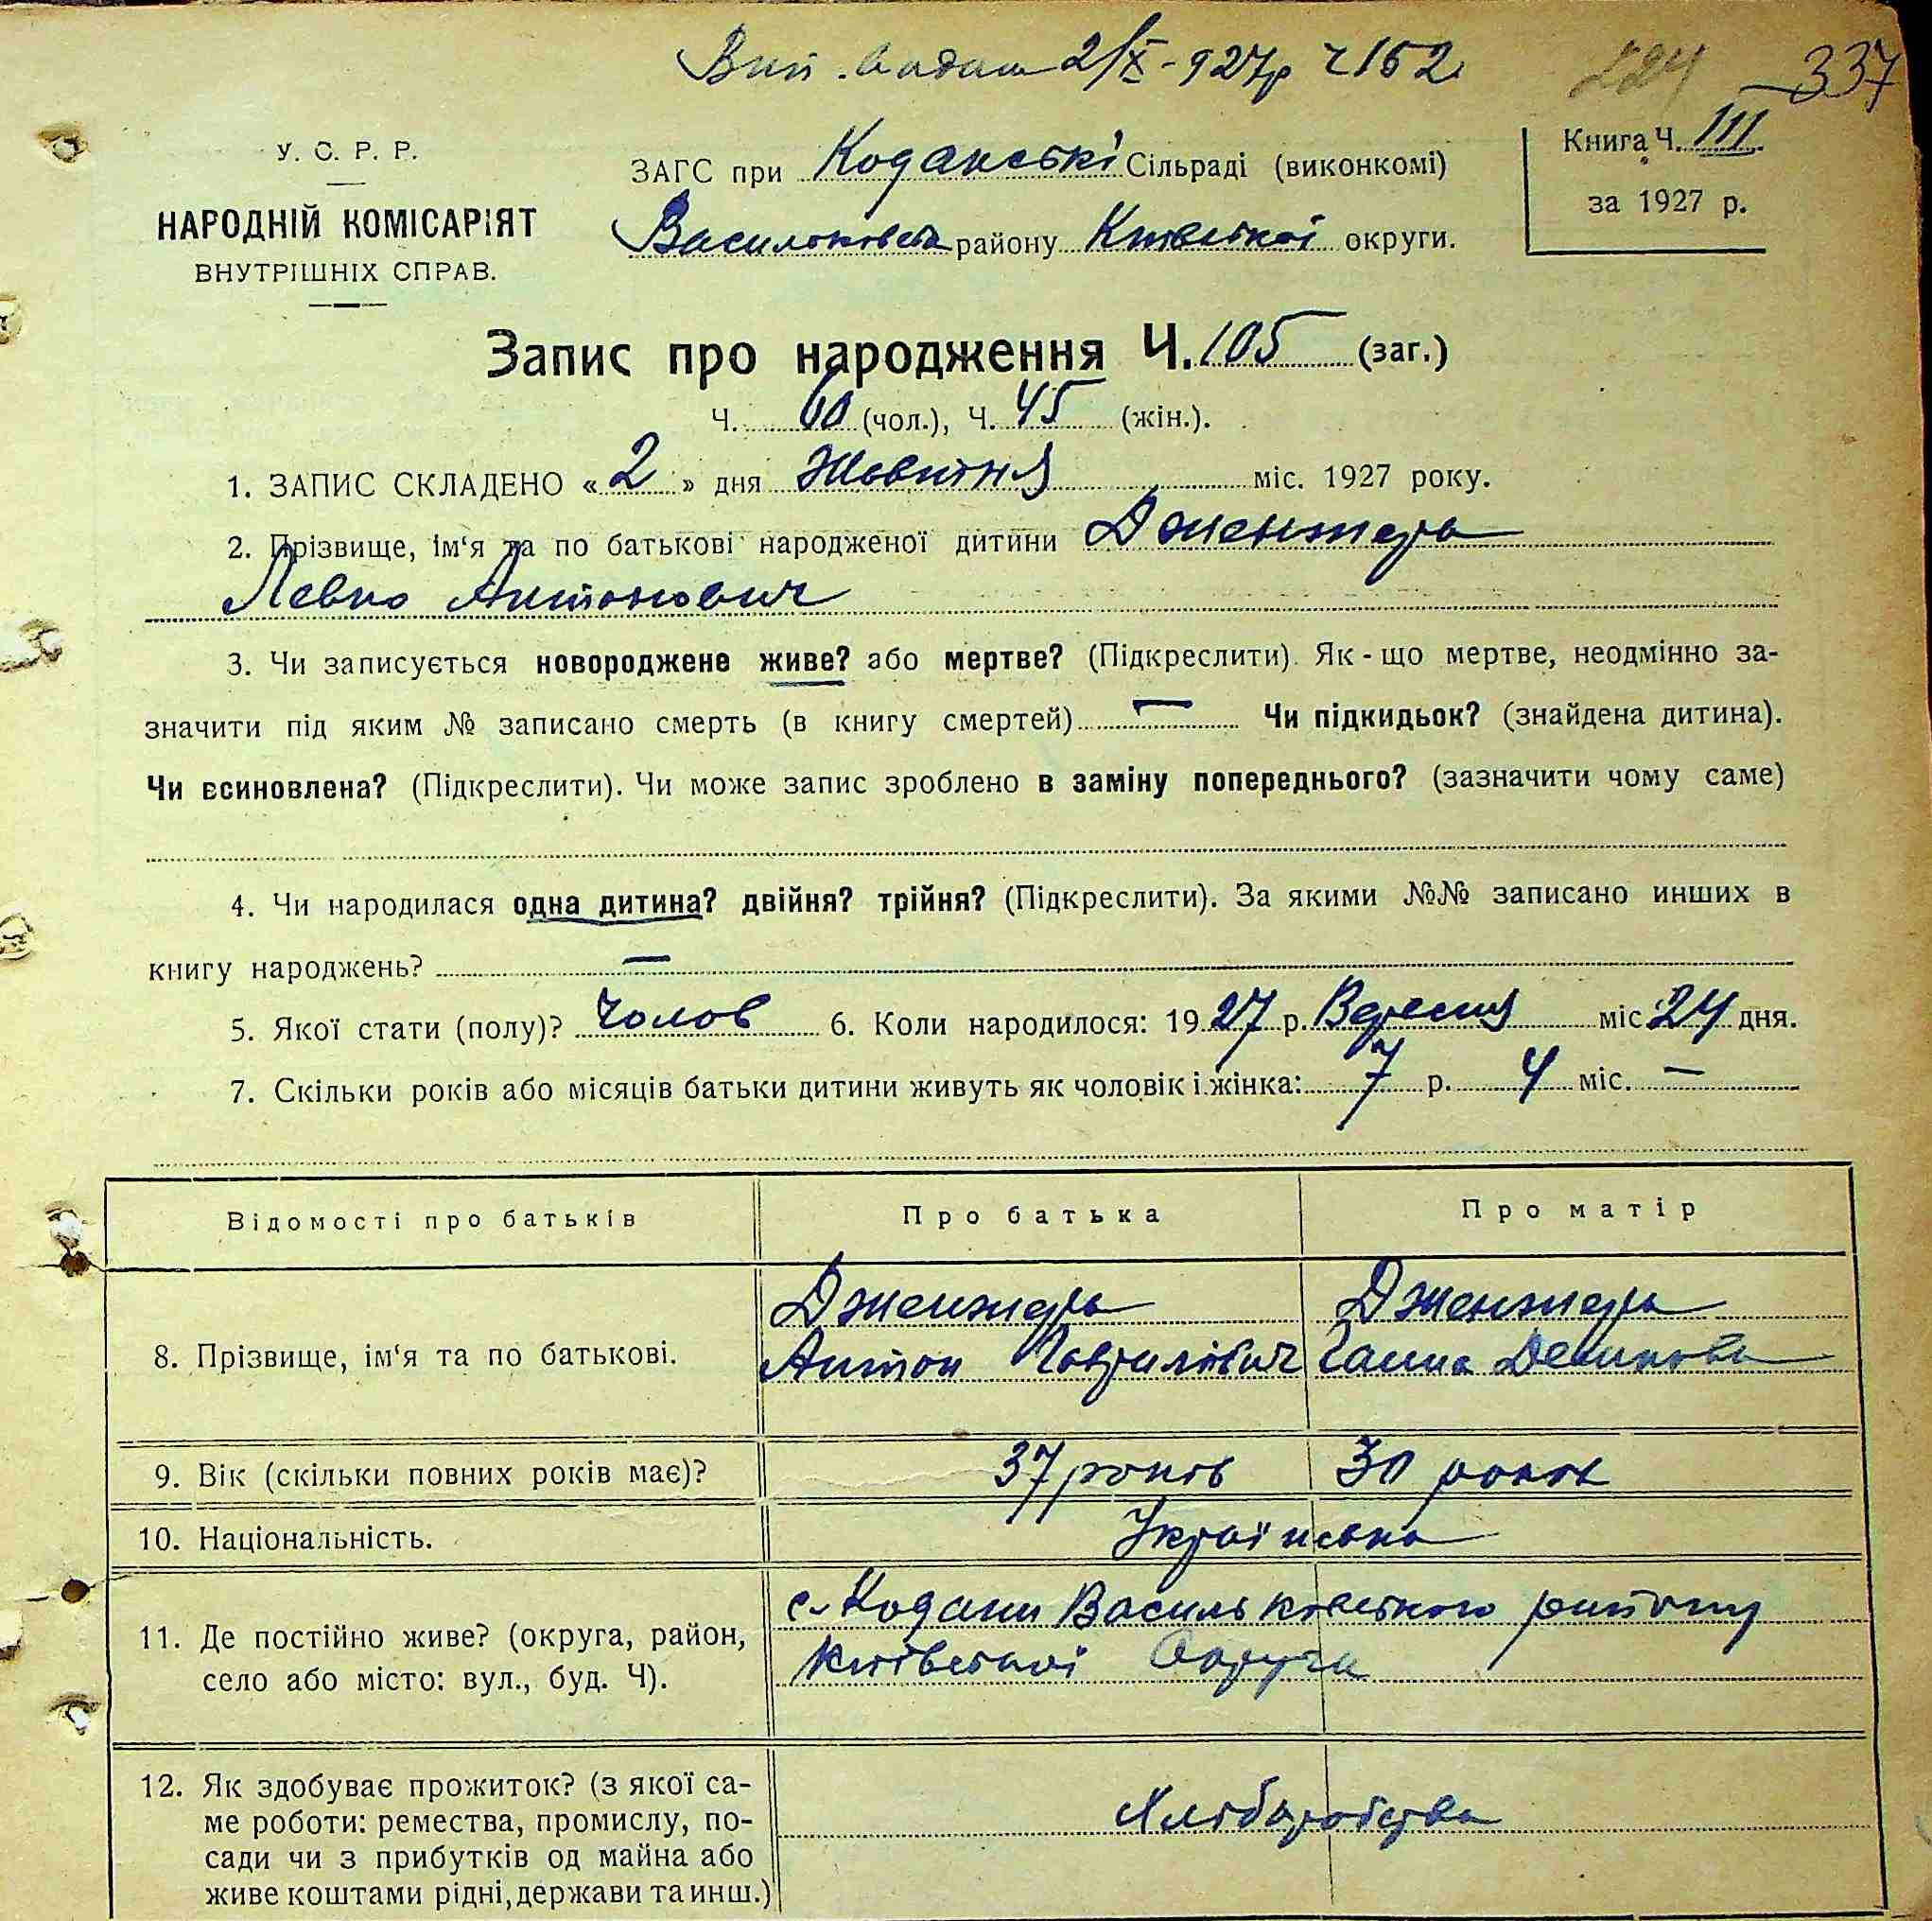 Вип. видан 2/X-927р Ч 152
224 337
У. С. Р. Р.
НАРОДНІЙ КОМІСАРІЯТ
ВНУТРІШНІХ СПРАВ.
ЗАГС при Коданські Сільраді (виконкомі)
району Київської округи.
Книга Ч. III
за 1927 р.
Запис про народження Ч. 105 (заг.)
Ч. 60 (чол.), Ч. 45 (жін.).
1. ЗАПИС СКЛАДЕНО «2» дня Жовтня міс. 1927 року.
2. Прізвище, ім‘я та по батькові народженої дитини Дженжера
Левко Антонович
3. Чи записується новороджене живе? або мертве? (Підкреслити). Як-що мертве, неодмінно за-
значити під яким № записано смерть (в книгу смертей) — Чи підкидьок? (знайдена дитина).
Чи всиновлена? (Підкреслити). Чи може запис зроблено в заміну попереднього? (зазначити чому саме)
4. Чи народилася одна дитина? двійня? трійня? (Підкреслити). За якими №№ записано инших в
книгу народжень? —
5. Якої стати (полу)? Чолов 6. Коли народилося: 1927 р. Вересня міс. 24 дня.
7. Скільки років або місяців батьки дитини живуть як чоловік і жінка: 7 р. 4 міс. —
Відомості про батьків Про батька Про матір
8. Прізвище, ім‘я та по батькові.
Дженжера
Антон Гаврилович
Дженжера
Ганна
9. Вік (скільки повних років має)? 37 років 30 років
10. Національність. Українська
11. Де постійно живе? (округа, район,
село або місто: вул., буд. Ч).
с. Кодаки Васильковського району
Київської Округи
12. Як здобуває прожиток? (з якої са-
ме роботи: ремества, промислу, по-
сади чи з прибутків од майна або
живе коштами рідні, держави та инш.)
Хліборобства